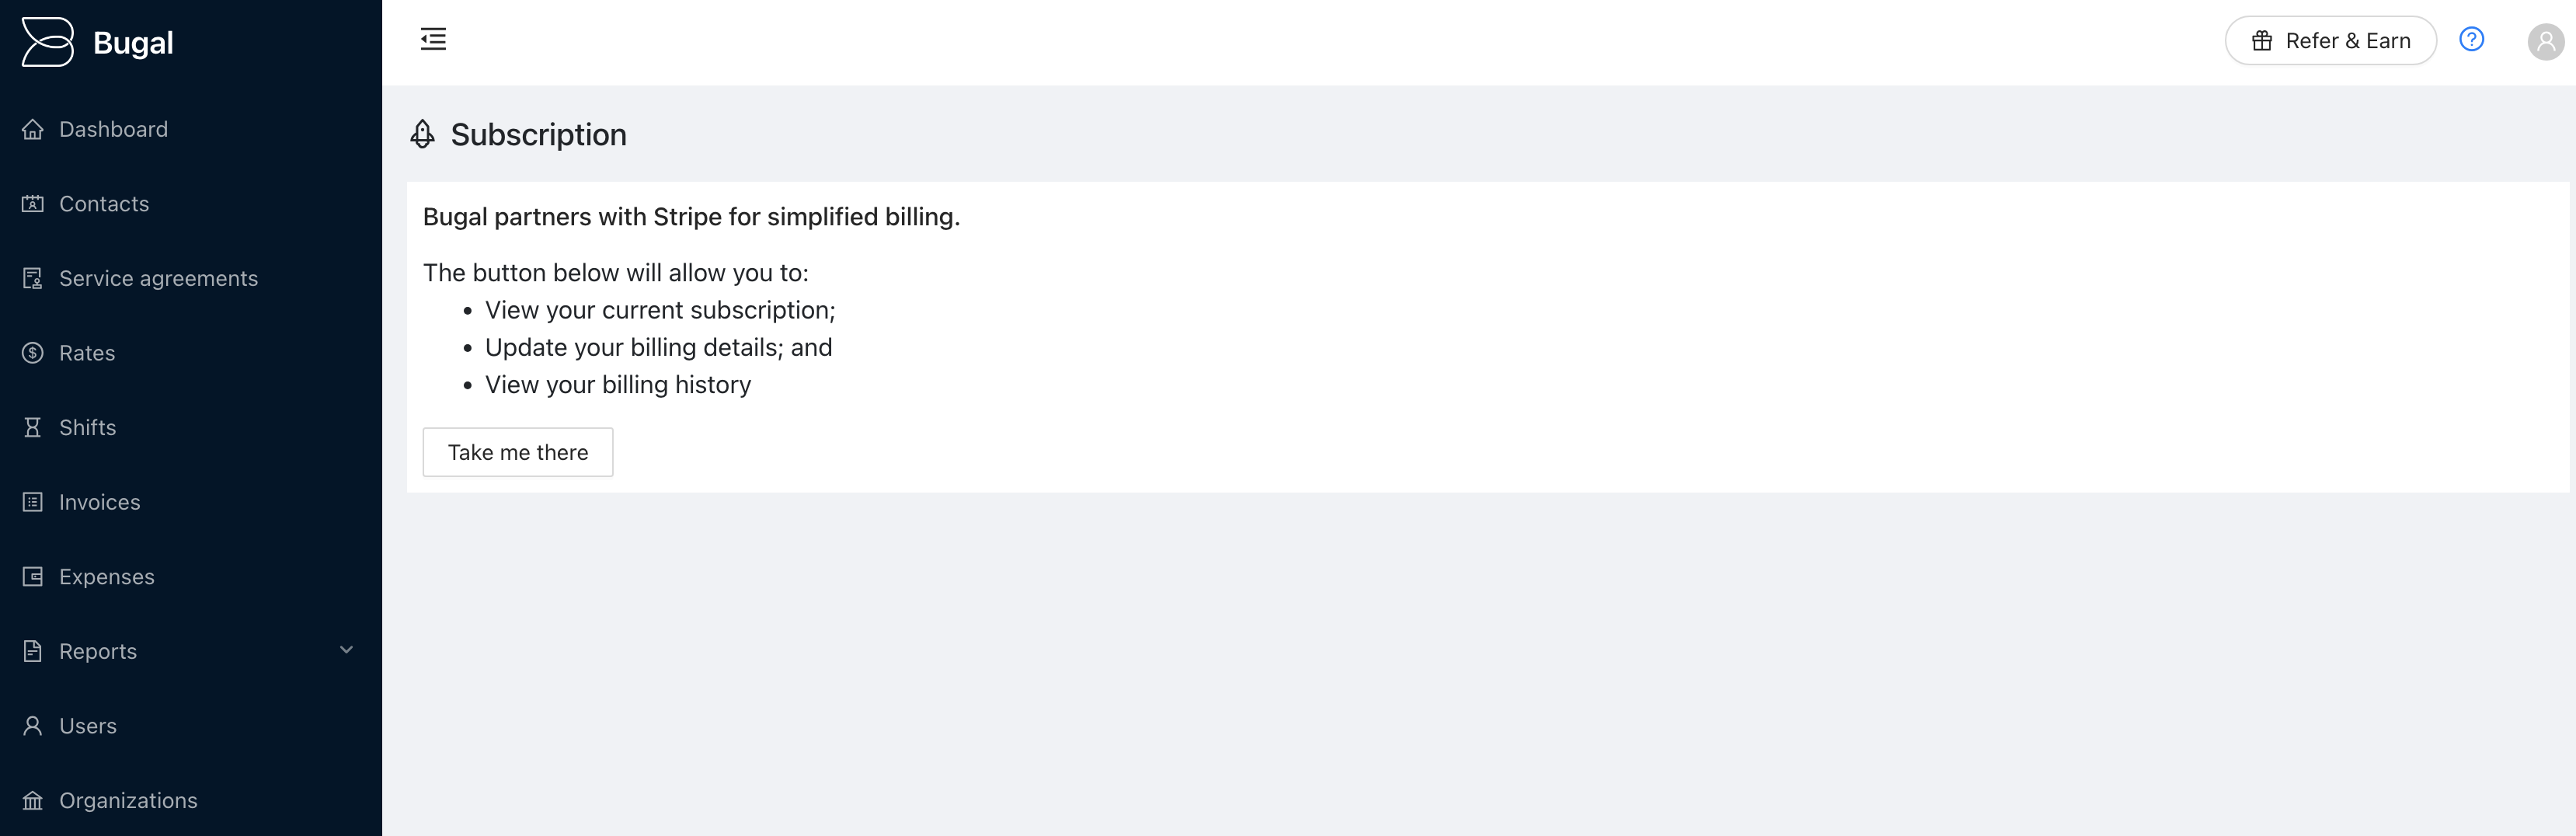 Bugal
Dashboard
Contacts
Service agreements
Rates
Shifts
Invoices
Expenses
Reports
Users
Organizations
Refer & Earn
Subscription
Bugal partners with Stripe for simplified billing.
The button below will allow you to:
• View your current subscription;
• Update your billing details; and
• View your billing history
Take me there